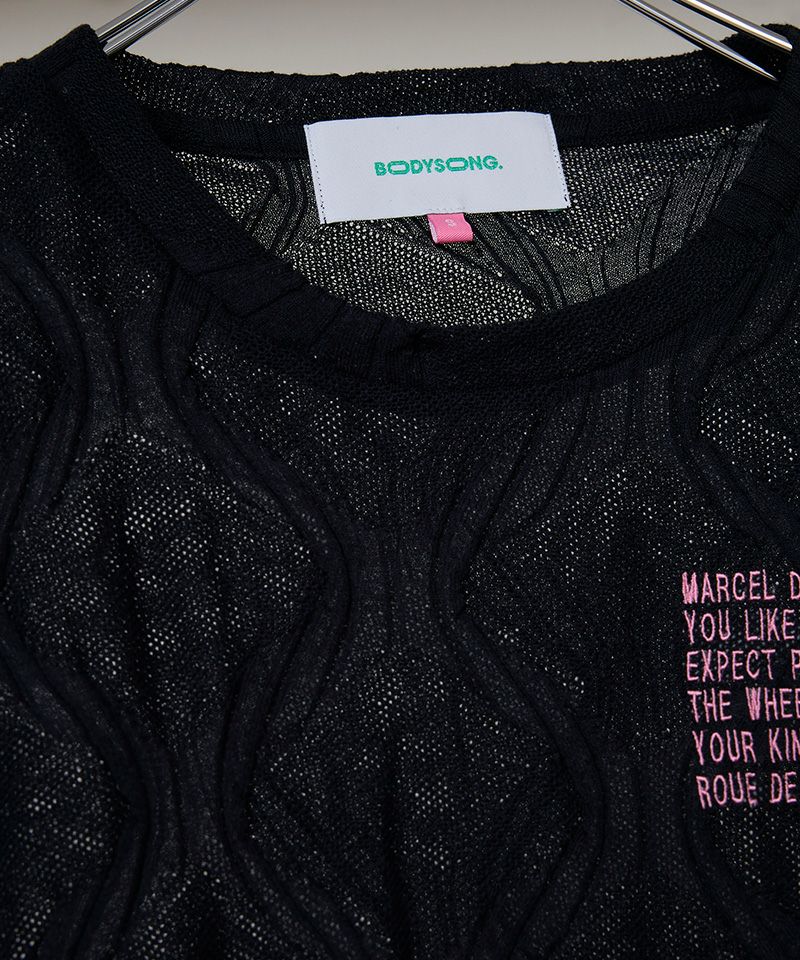 BODYSONG.
S
MARCEL D
YOU LIKE
EXPECT P
THE WHEE
YOUR KIN
ROUE DE